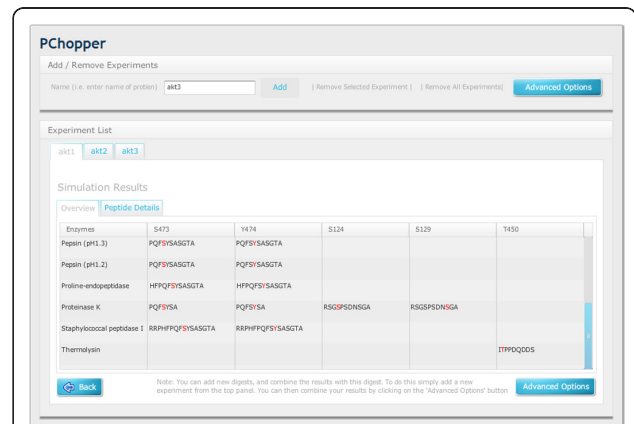 PChopper
Add / Remove Experiments
Name (i.e. enter name of protien) akt3 Add | Remove Selected Experiment | | Remove All Experiments| Advanced Options
Experiment List
akt1 akt2 akt3
Simulation Results
Overview Peptide Details
Enzymes S473 Y474 S124 S129 T450
Pepsin (pH1.3) PQFSYSASGTA PQFSYSASGTA
Pepsin (pH1.2) PQFSYSASGTA PQFSYSASGTA
Proline-endopeptidase HFPQFSYSASGTA HFPQFSYSASGTA
Proteinase K PQFSYSA PQFSYSA RSGSPSDNSGA RSGSPSDNSGA
Staphylococcal peptidase I RRPHFPQFSYSASGTA RRPHFPQFSYSASGTA
Thermolysin ITPPDQDDS
Back
Note: You can add new digests, and combine the results with this digest. To do this simply add a new
experiment from the top panel. You can then combine your results by clicking on the 'Advanced Options' button
Advanced Options